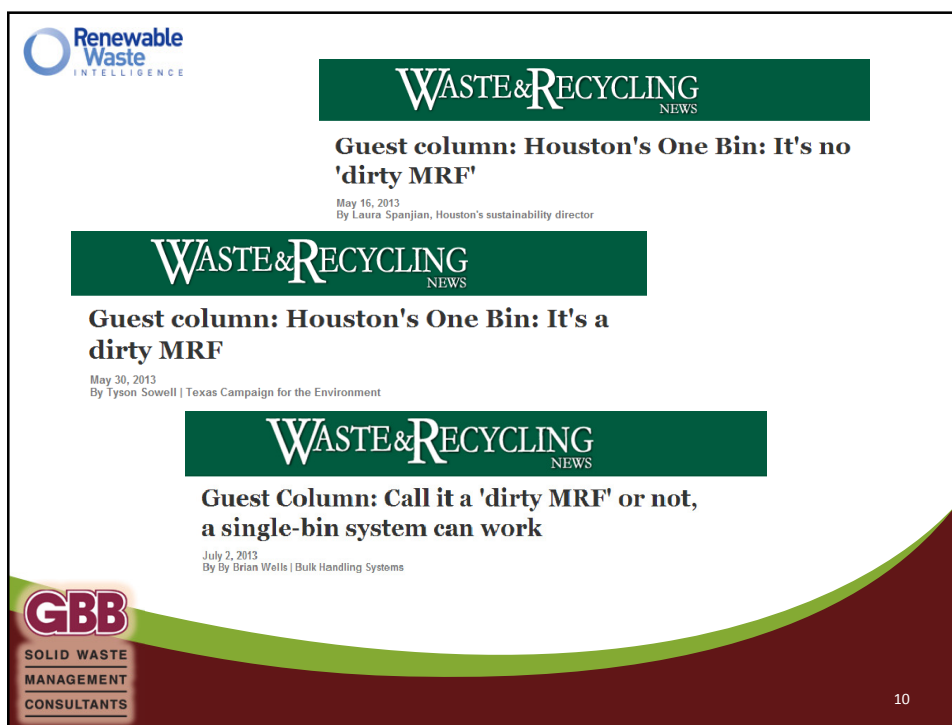 Renewable
Waste
INTELLIGENCE
WASTE&RECYCLING
NEWS
Guest column: Houston's One Bin: It's no
'dirty MRF'
May 16, 2013
By Laura Spanjian, Houston's sustainability director
WASTE&RECYCLING
NEWS
Guest column: Houston's One Bin: It's a
dirty MRF
May 30, 2013
By Tyson Sowell | Texas Campaign for the Environment
WASTE&RECYCLING
NEWS
Guest Column: Call it a 'dirty MRF' or not,
a single-bin system can work
July 2, 2013
By By Brian Wells | Bulk Handling Systems
GBB
SOLID WASTE
MANAGEMENT
CONSULTANTS
10